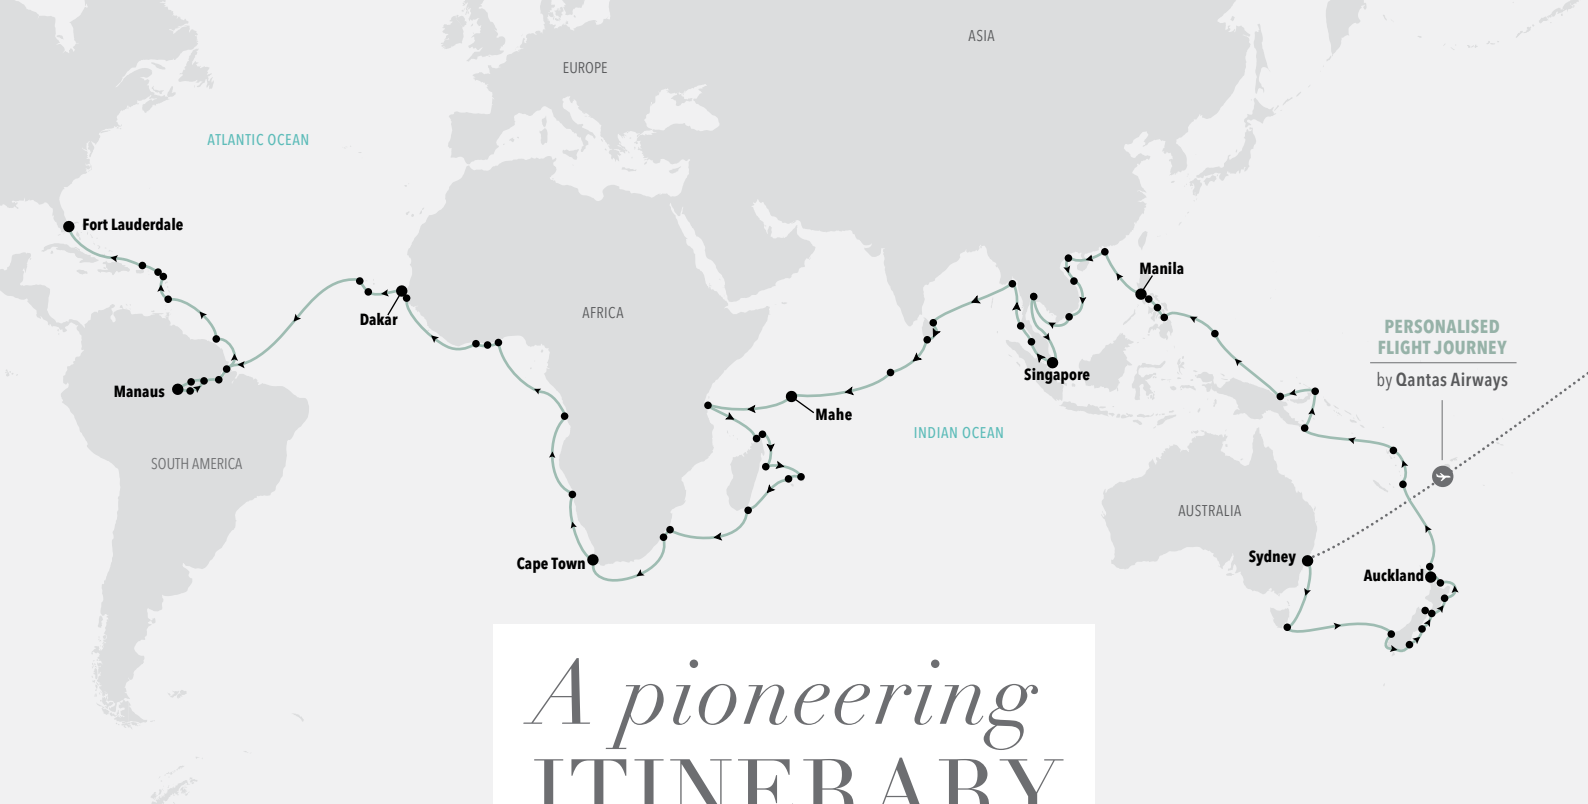 ASIA
EUROPE
ATLANTIC OCEAN
Fort Lauderdale
Manila
Dakar
AFRICA
PERSONALISED
FLIGHT JOURNEY
by Qantas Airways
Singapore
Manaus
Mahe
INDIAN OCEAN
SOUTH AMERICA
AUSTRALIA
Sydney
Cape Town
Auckland
A pioneering
ITINERARY